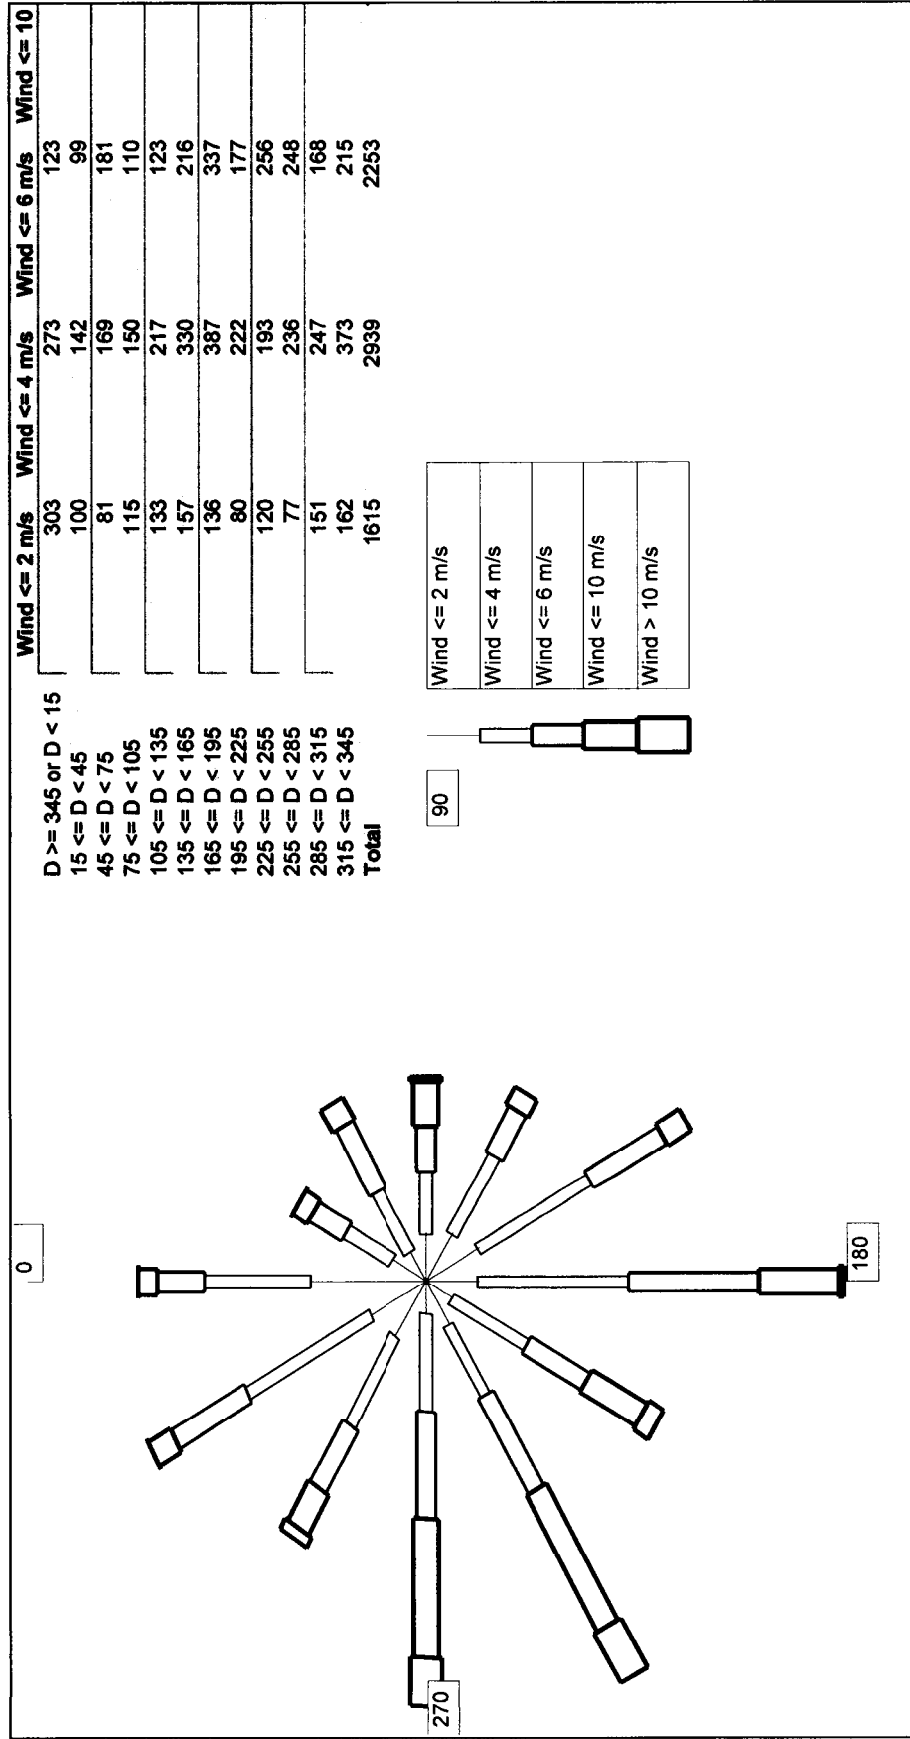 Wind <= 2 m/s Wind <= 4 m/s Wind <= 6 m/s Wind <= 10
D >= 345 or D < 15 303 273 123
15 <= D < 45 100 142 99
45 <= D < 75 81 169 181
75 <= D < 105 115 150 110
105 <= D < 135 133 217 123
135 <= D < 165 157 330 216
165 <= D < 195 136 387 337
195 <= D < 225 80 222 177
225 <= D < 255 120 193 256
255 <= D < 285 77 236 248
285 <= D < 315 151 247 168
315 <= D < 345 162 373 215
Total 1615 2939 2253
0
90
180
270
Wind <= 2 m/s
Wind <= 4 m/s
Wind <= 6 m/s
Wind <= 10 m/s
Wind > 10 m/s